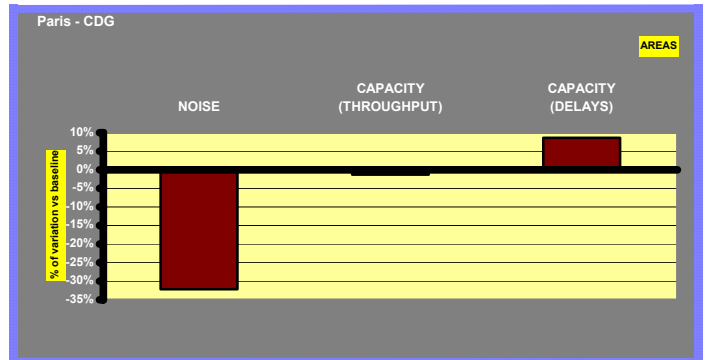 Paris - CDG
AREAS
NOISE
CAPACITY
(THROUGHPUT)
CAPACITY
(DELAYS)
% of variation vs baseline
10%
5%
0%
-5%
-10%
-15%
-20%
-25%
-30%
-35%